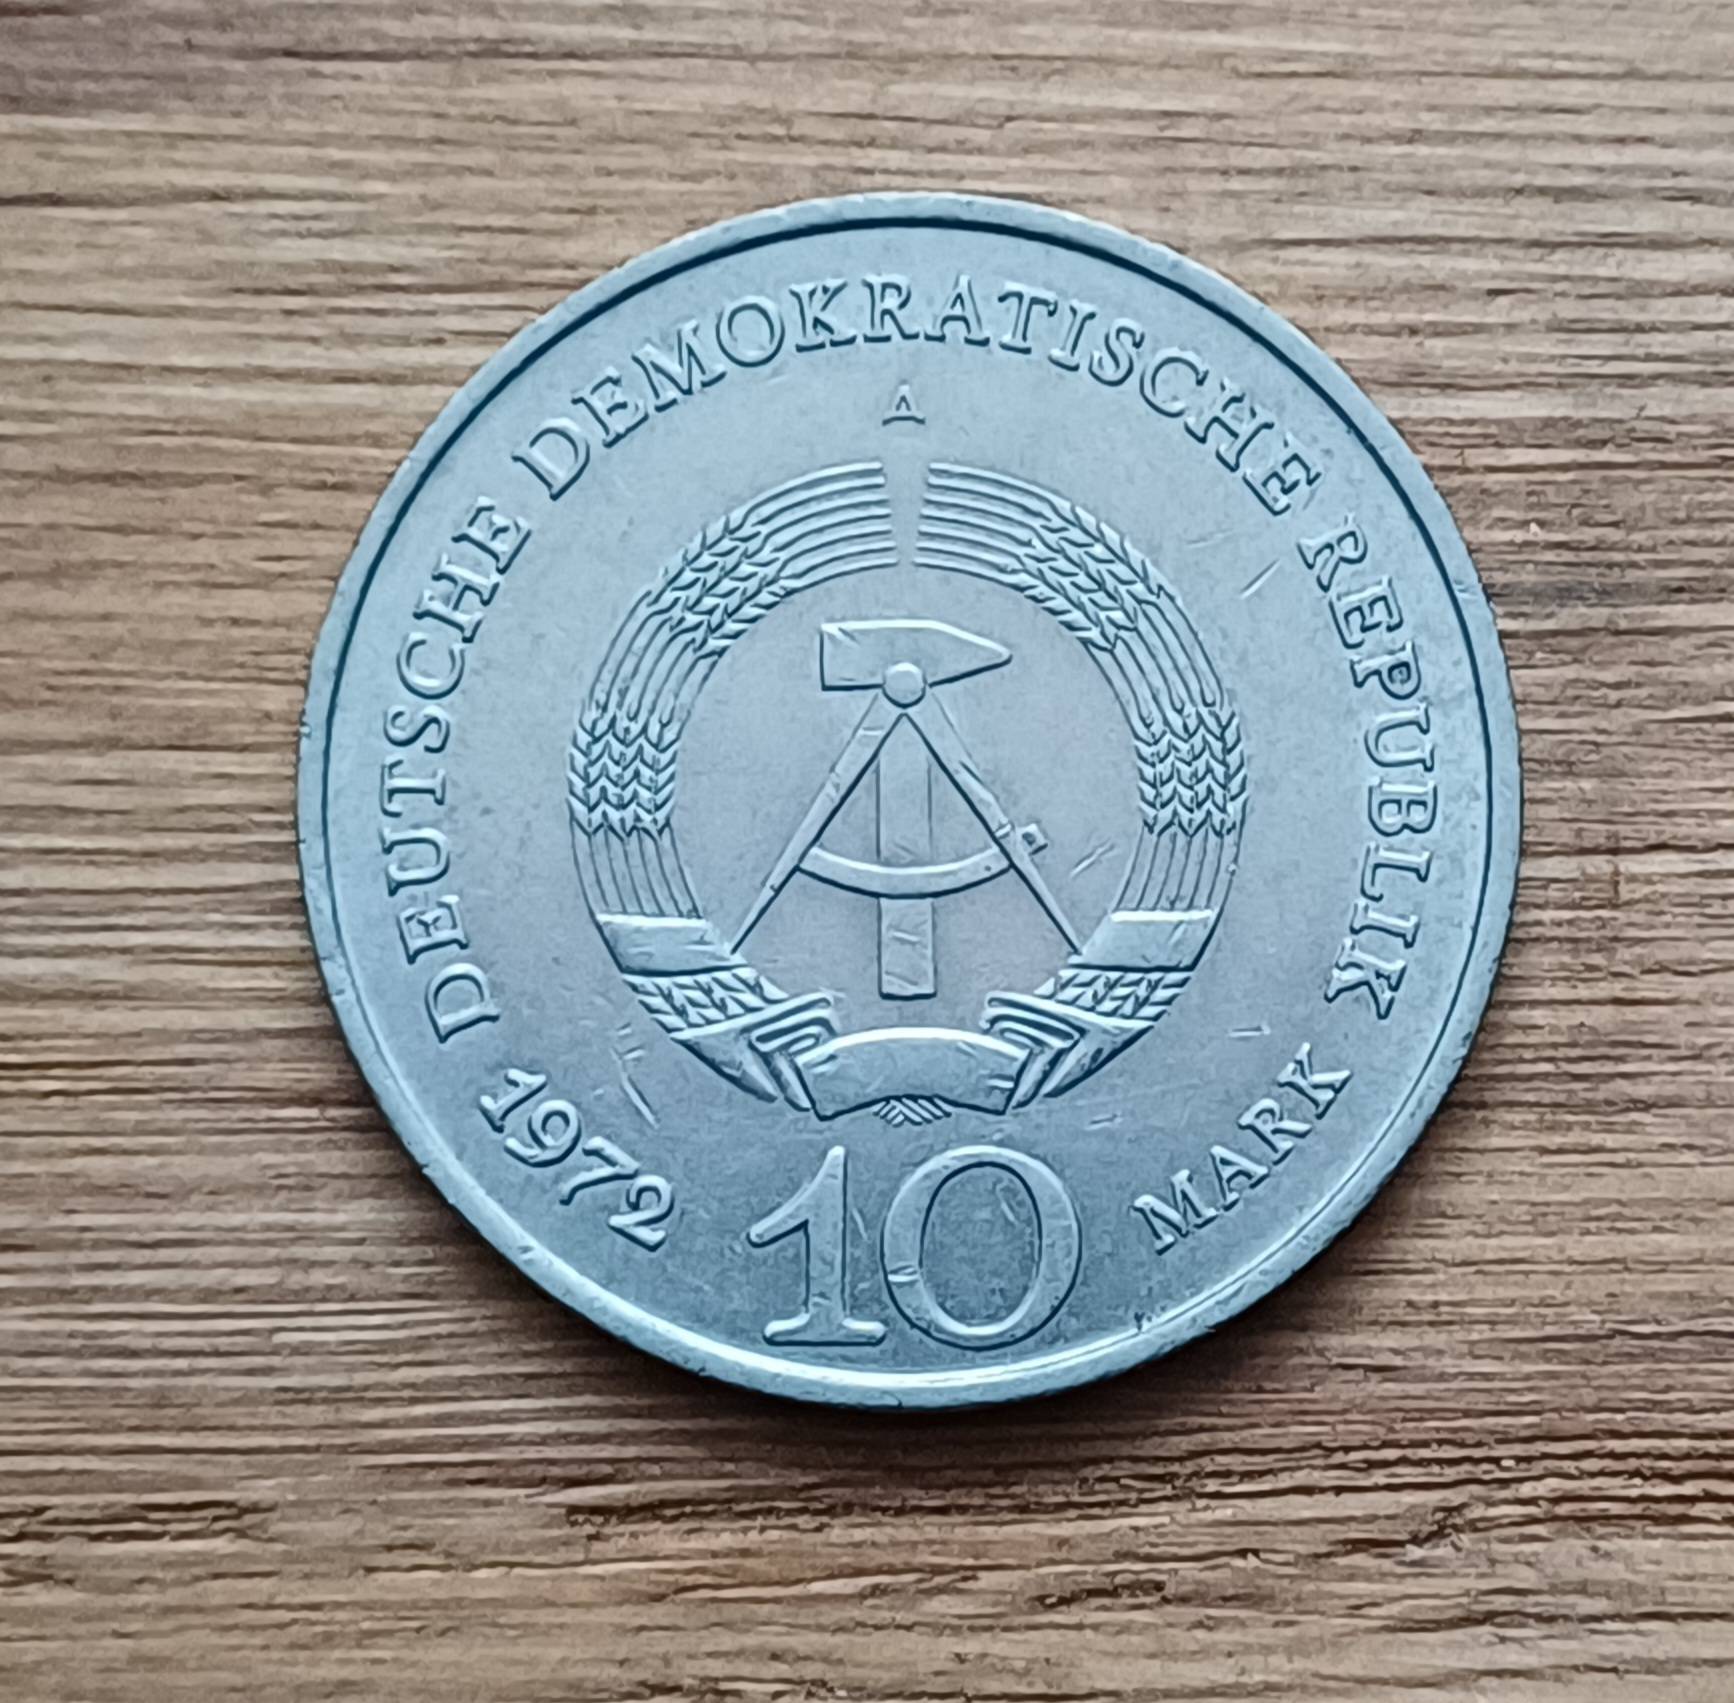 DEUTSCHE DEMOKRATISCHE REPUBLIK
A
1972
10
MARK